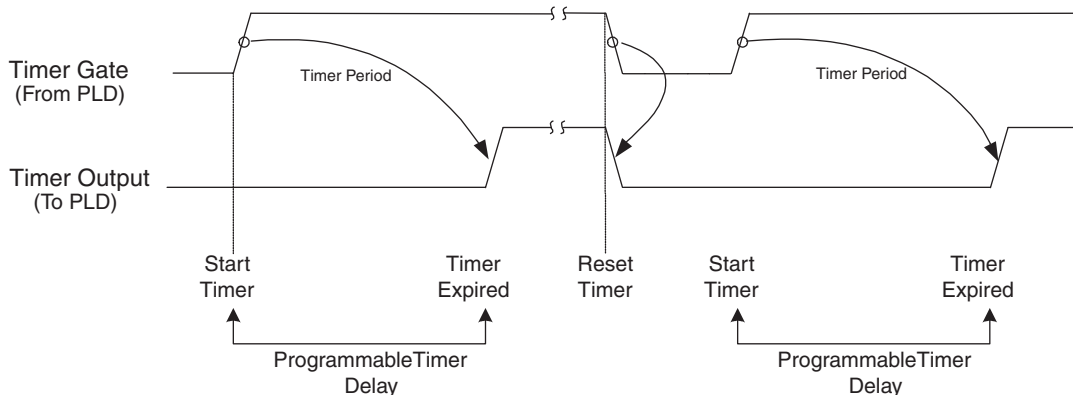 Timer Gate
(From PLD)
Timer Period
Timer Period
Timer Output
(To PLD)
Start
Timer
Timer
Expired
Reset
Timer
Start
Timer
Timer
Expired
ProgrammableTimer
Delay
ProgrammableTimer
Delay